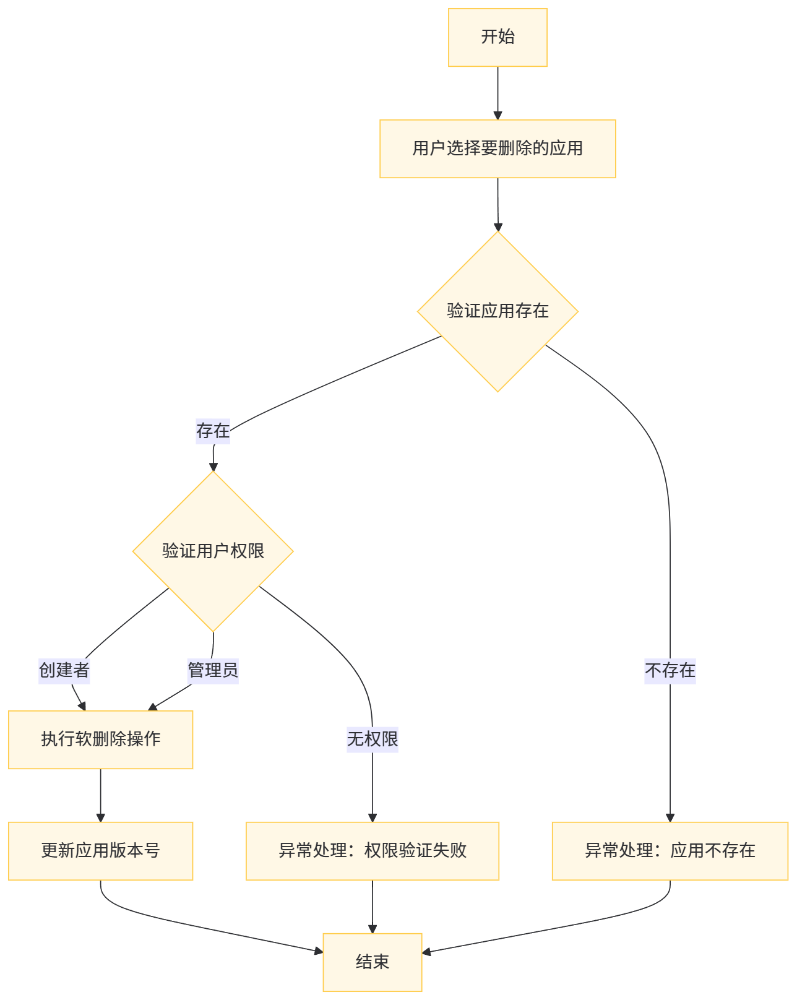 开始
用户选择要删除的应用
验证应用存在
存在
验证用户权限
创建者
管理员
不存在
执行软删除操作
无权限
更新应用版本号
异常处理：权限验证失败
异常处理：应用不存在
结束